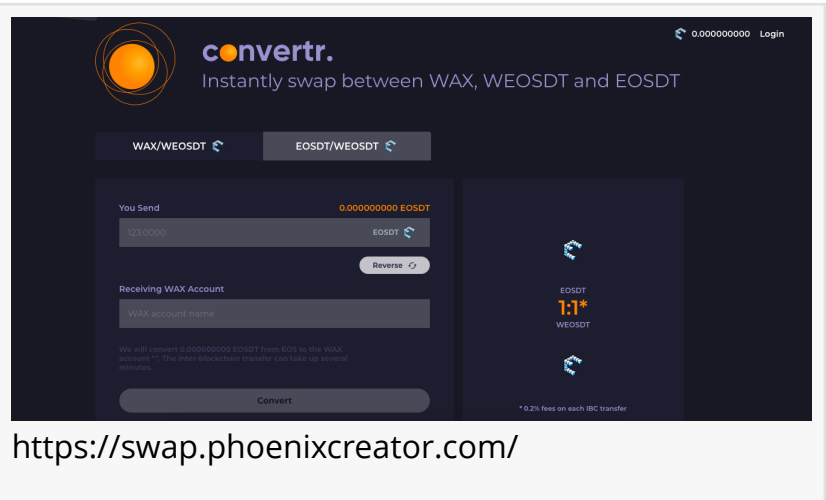 0.000000000 Login
convertr.
Instantly swap between WAX, WEOSDT and EOSDT
WAX/WEOSDT EOSDT/WEOSDT
You Send 0.000000000 EOSDT
123.0000 EOSDT
Reverse
Receiving WAX Account
WAX account name
We will convert 0.000000000 EOSDT from EOS to the WAX
account "". The inter-blockchain transfer can take up several
minutes.
Convert
EOSDT
1:1*
WEOSDT
* 0.2% fees on each IBC transfer
https://swap.phoenixcreator.com/